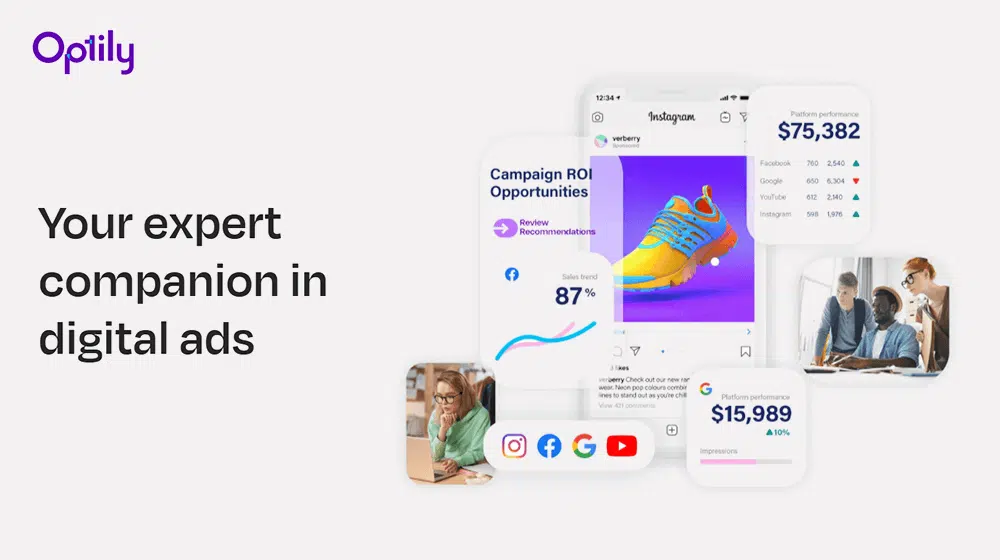 Optily
Your expert
companion in
digital ads
12:34
Instagram
verberry
Sponsored
Campaign ROI
Opportunities
Review
Recommendations
Sales trend
87%
Platform performance
$75,382
Facebook 760 2,540
Google 650 6,304
YouTube 612 2,140
Instagram 598 1,976
likes
verberry Check out our new ran
wear. Neon pop colours combin
lines to stand out as you're chill
View 421 comments
Platform performance
$15,989
10%
Impressions